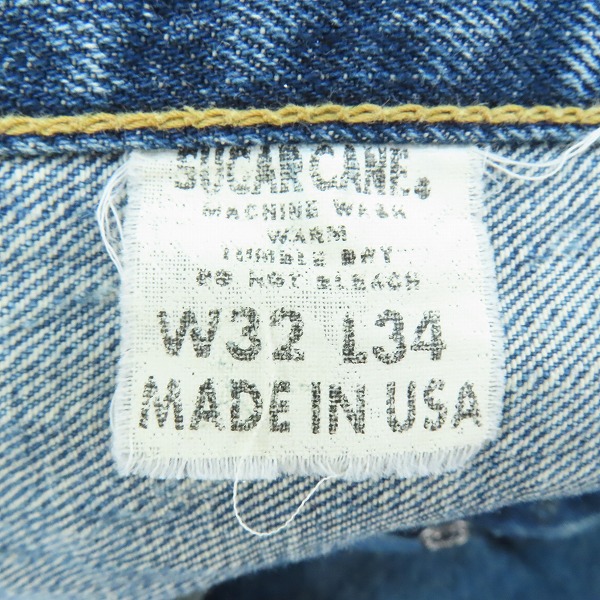 SUGAR CANE.
MACHINE WASH
WARM
TUMBLE DRY
DO NOT BLEACH
W32 L34
MADE IN USA